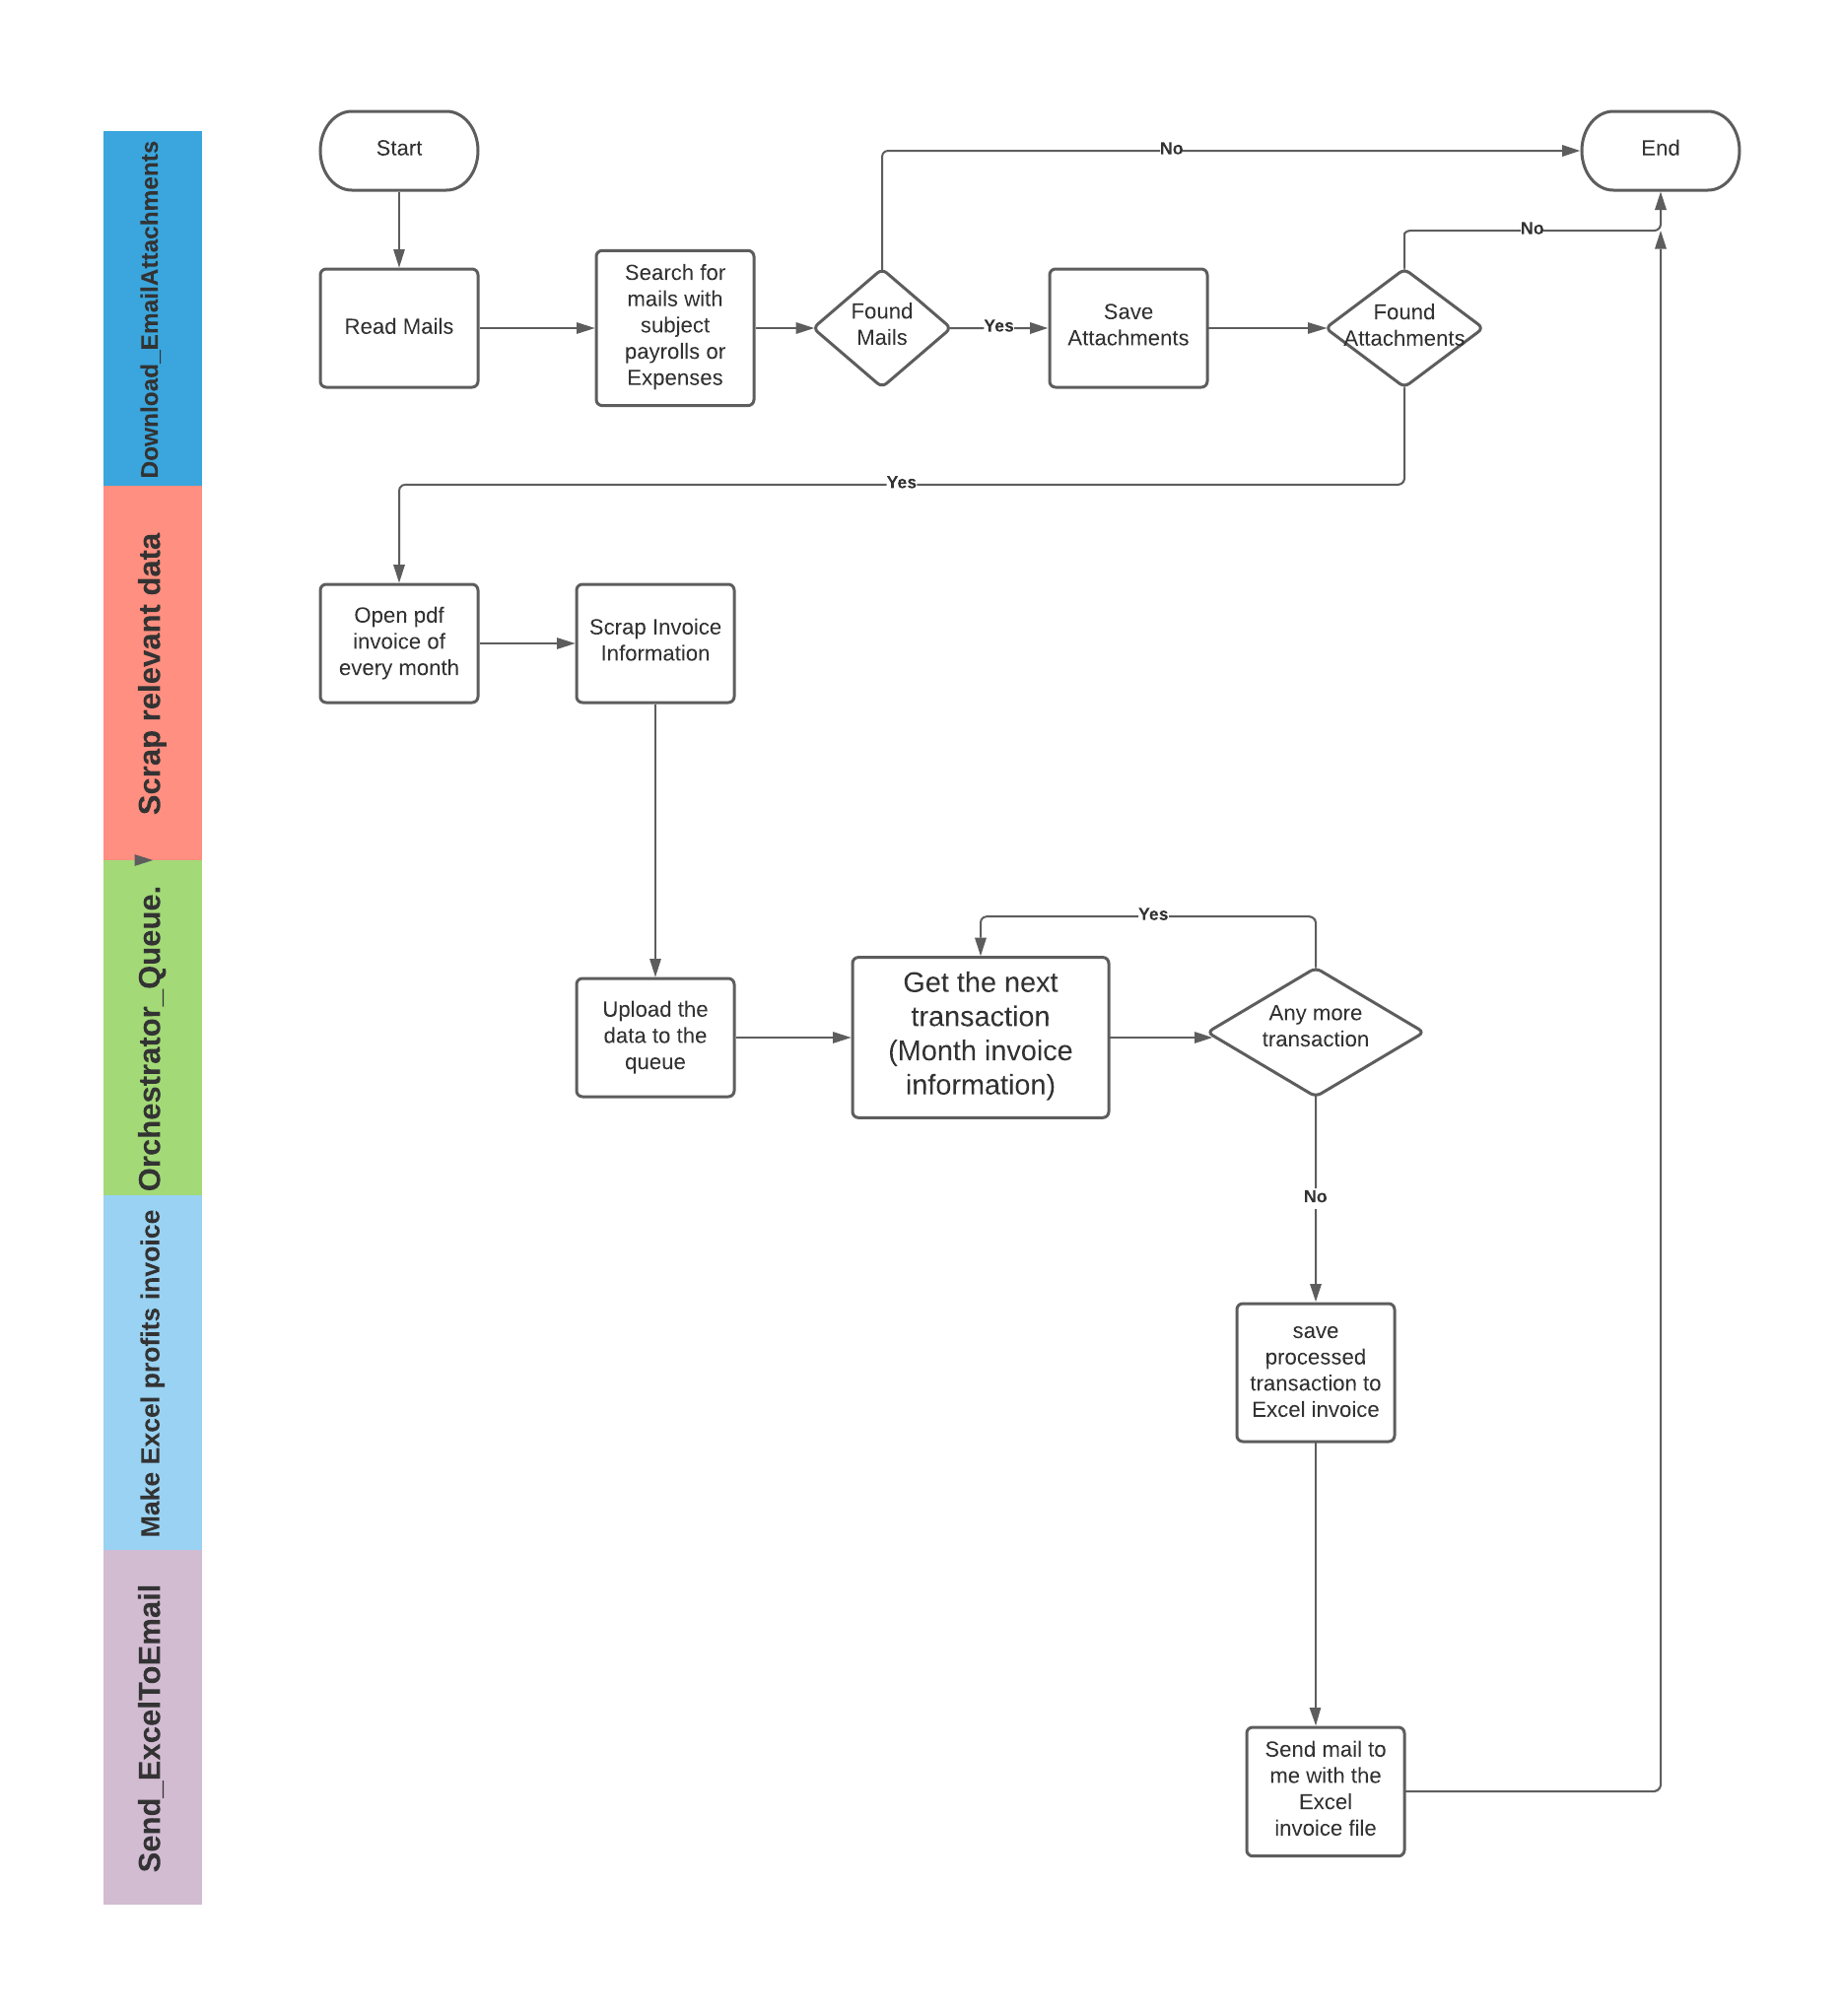 Download_EmailAttachments
Start
No
End
No
Read Mails
Search for
mails with
subject
payrolls or
Expenses
Found
Mails
Yes
Save
Attachments
Found
Attachments
Yes
Scrap relevant data
Open pdf
invoice of
every month
Scrap Invoice
Information
Orchestrator_Queue.
Yes
Upload the
data to the
queue
Get the next
transaction
(Month invoice
information)
Any more
transaction
No
Make Excel profits invoice
save
processed
transaction to
Excel invoice
Send_ExcelToEmail
Send mail to
me with the
Excel
invoice file